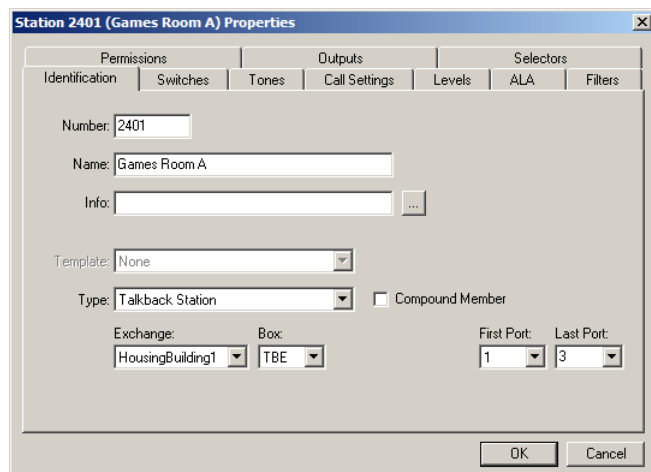 Station 2401 (Games Room A) Properties
Permissions Outputs Selectors
Identification Switches Tones Call Settings Levels ALA Filters
Number: 2401
Name: Games Room A
Info: ...
Template: None
Type: Talkback Station Compound Member
Exchange: Box: First Port: Last Port:
HousingBuilding1 TBE 1 3
OK Cancel